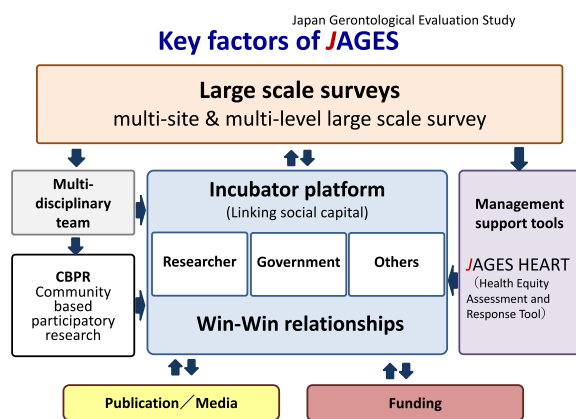 Japan Gerontological Evaluation Study
Key factors of JAGES
Large scale surveys
multi-site & multi-level large scale survey
Multi-
disciplinary
team
CBPR
Community
based
participatory
research
Incubator platform
(Linking social capital)
Researcher
Government
Others
Win-Win relationships
Management
support tools
JAGES HEART
（Health Equity
Assessment and
Response Tool）
Publication／Media
Funding